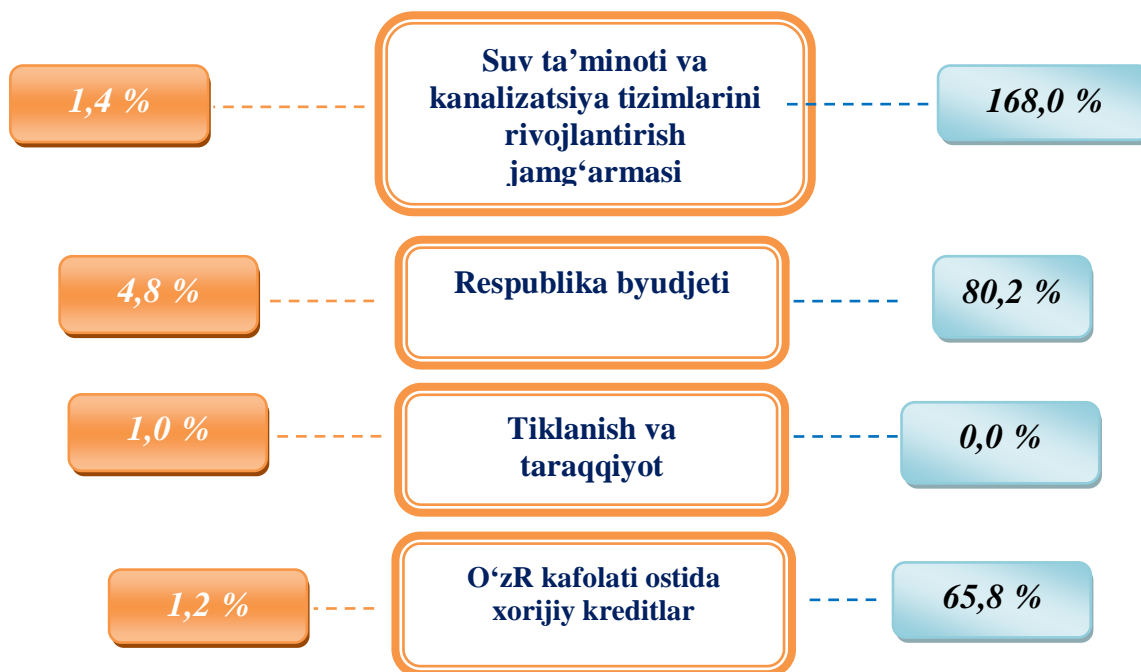 1,4 %
Suv ta’minoti va
kanalizatsiya tizimlarini
rivojlantirish
jamg‘armasi
168,0 %
4,8 %
Respublika byudjeti
80,2 %
1,0 %
Tiklanish va
taraqqiyot
0,0 %
1,2 %
O‘zR kafolati ostida
xorijiy kreditlar
65,8 %